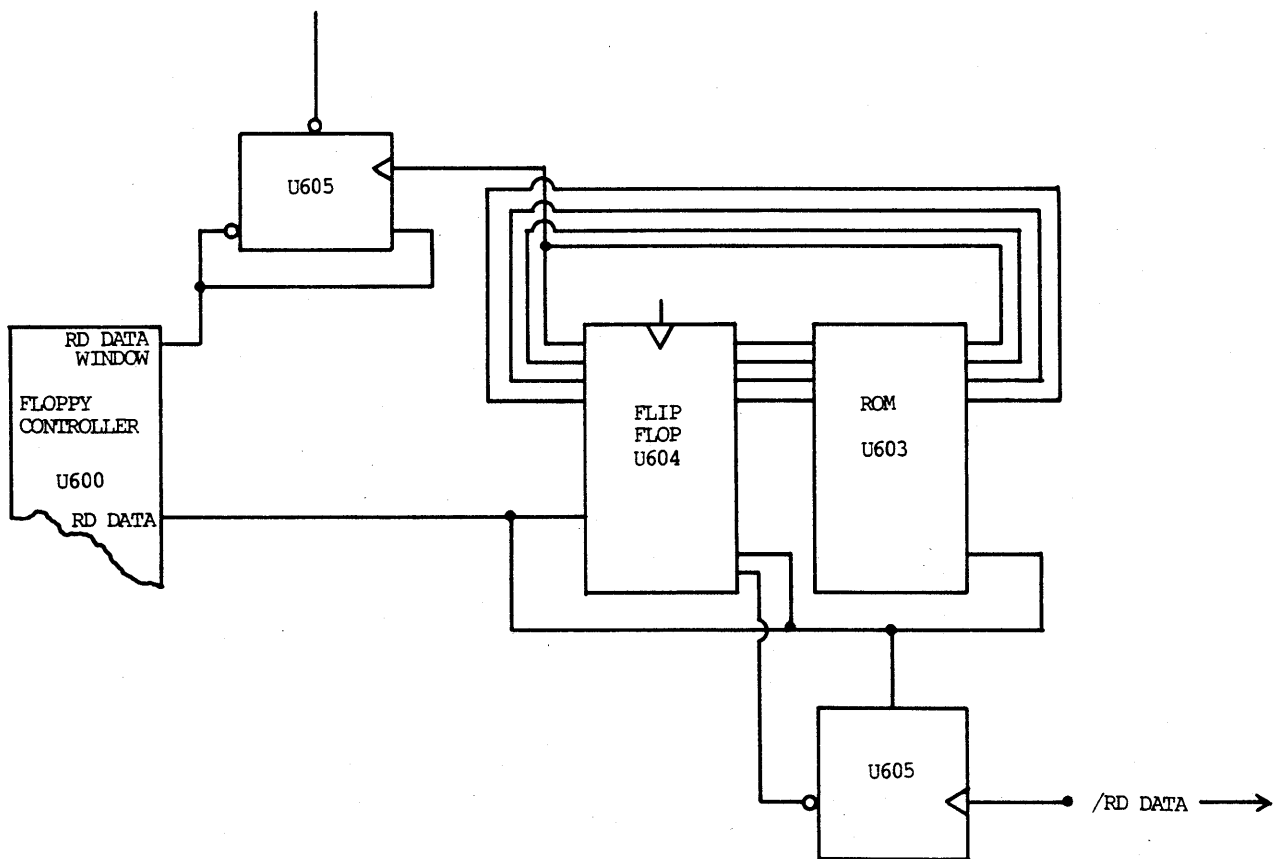 U605
RD DATA
WINDOW
FLOPPY
CONTROLLER
U600
RD DATA
FLIP
FLOP
U604
ROM
U603
U605
/RD DATA